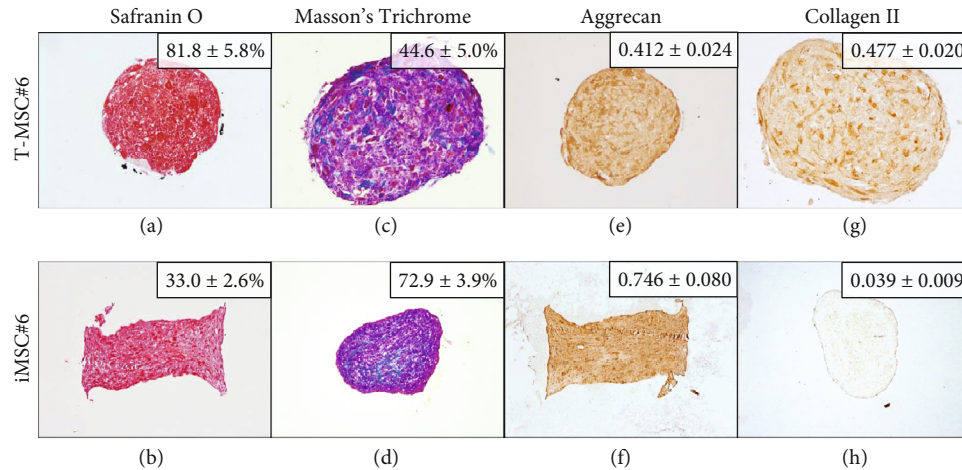 Safranin O Masson's Trichrome Aggrecan Collagen II
T-MSC#6
81.8 ± 5.8% 44.6 ± 5.0% 0.412 ± 0.024 0.477 ± 0.020
(a) (c) (e) (g)
iMSC#6
33.0 ± 2.6% 72.9 ± 3.9% 0.746 ± 0.080 0.039 ± 0.009
(b) (d) (f) (h)